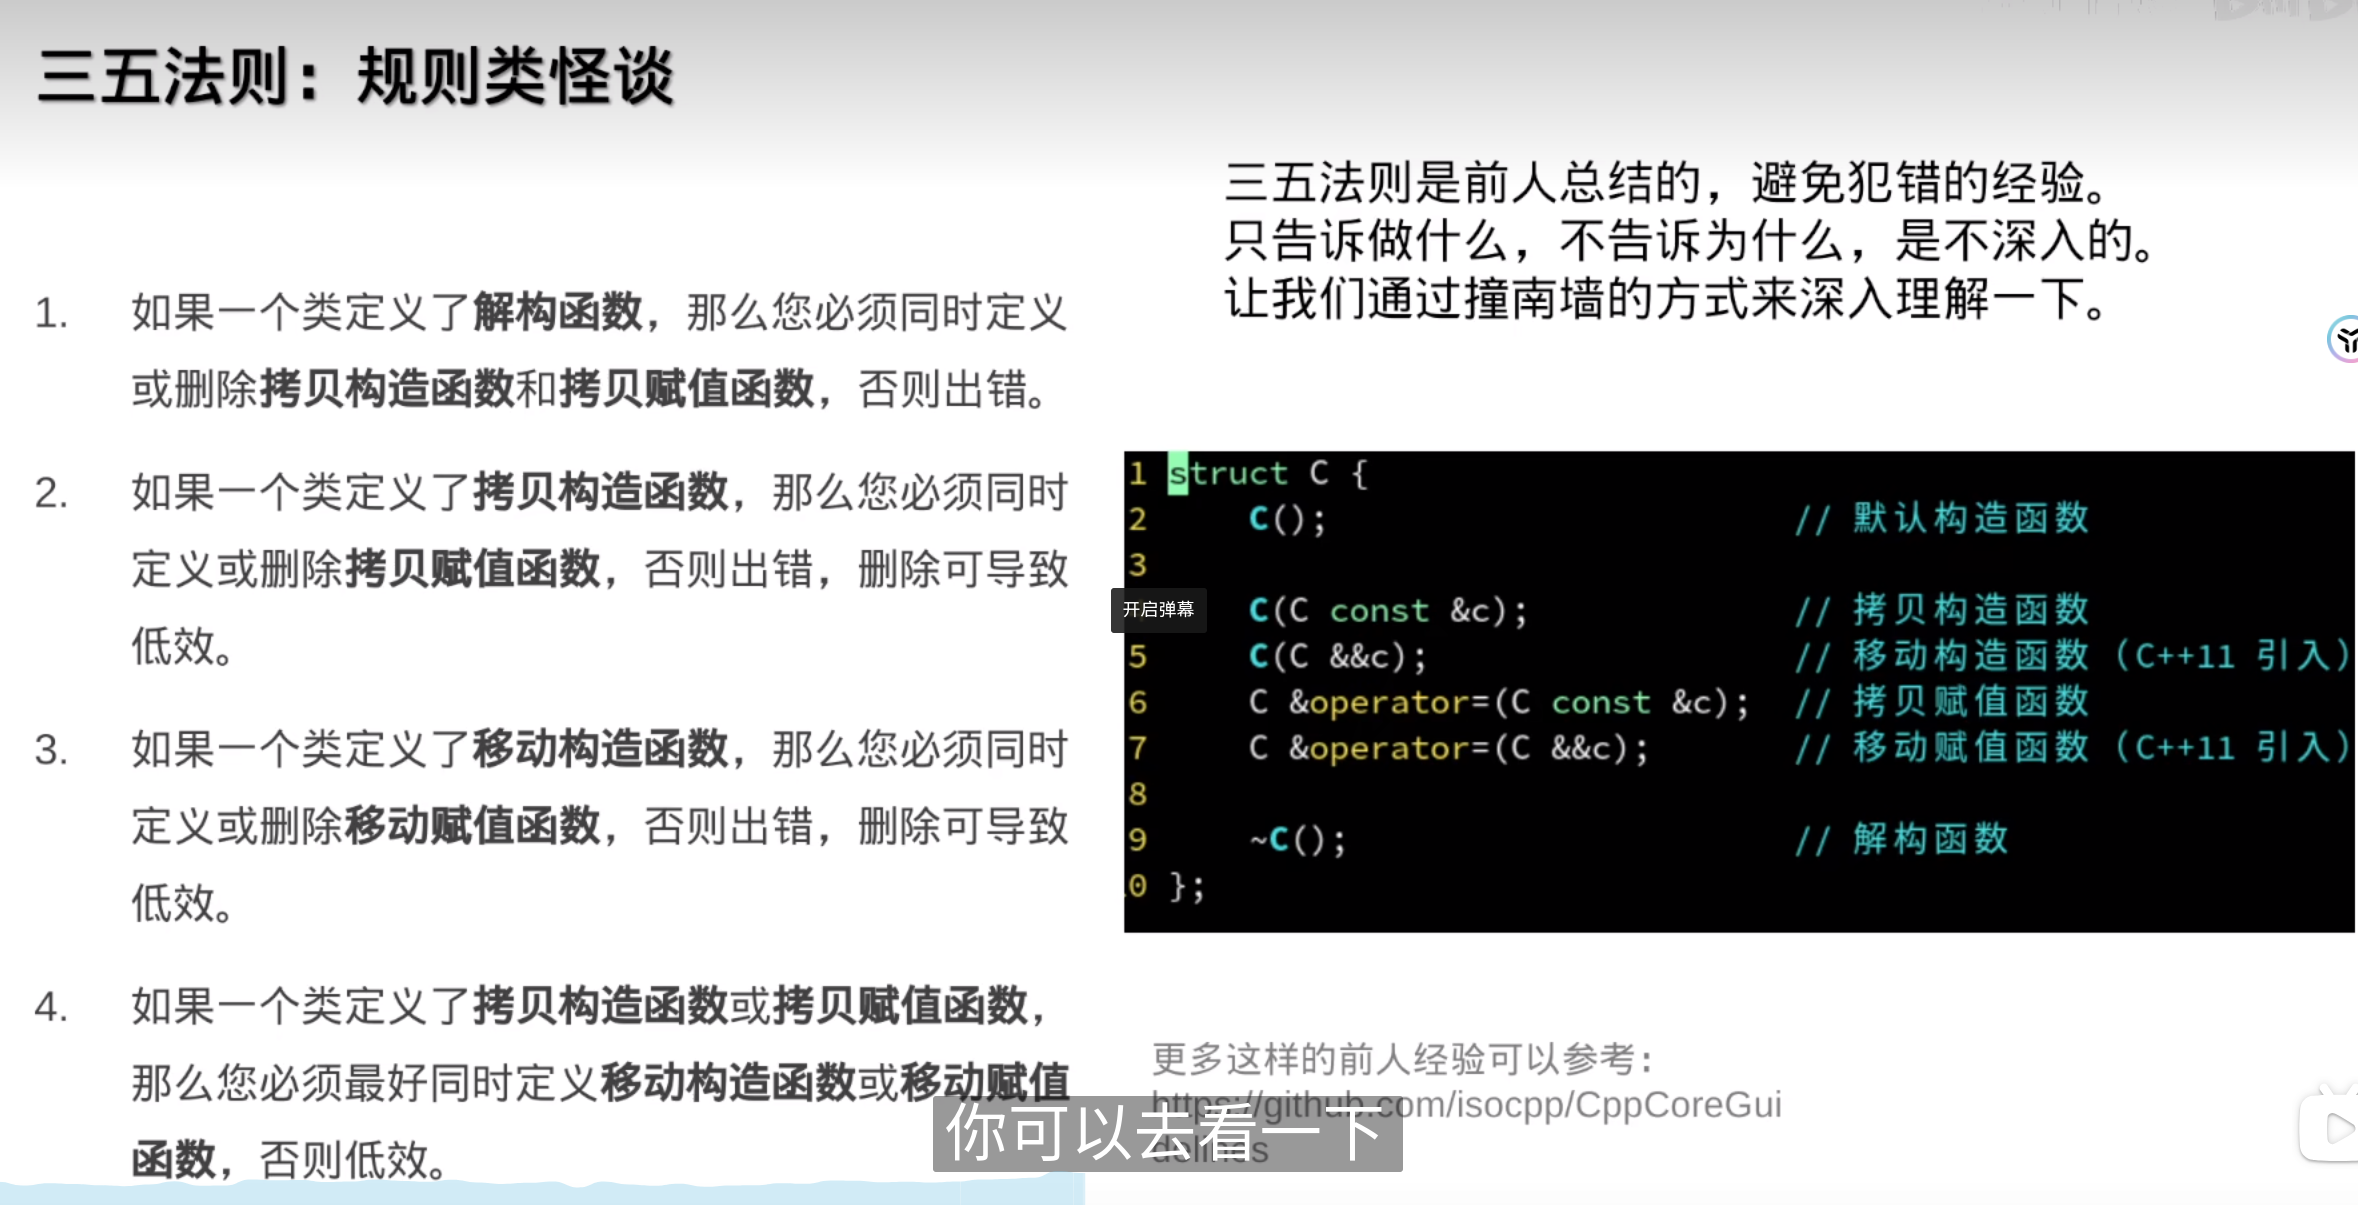 三五法则：规则类怪谈
三五法则是前人总结的，避免犯错的经验。
只告诉做什么，不告诉为什么，是不深入的。
让我们通过撞南墙的方式来深入理解一下。
1. 如果一个类定义了解构函数，那么您必须同时定义
或删除拷贝构造函数和拷贝赋值函数，否则出错。
2. 如果一个类定义了拷贝构造函数，那么您必须同时
定义或删除拷贝赋值函数，否则出错，删除可导致
低效。
3. 如果一个类定义了移动构造函数，那么您必须同时
定义或删除移动赋值函数，否则出错，删除可导致
低效。
4. 如果一个类定义了拷贝构造函数或拷贝赋值函数，
那么您必须最好同时定义移动构造函数或移动赋值
函数，否则低效。
1 struct C {
2 C(); // 默认构造函数
3
开启弹幕
C(C const &c); // 拷贝构造函数
5 C(C &&c); // 移动构造函数（C++11 引入）
6 C &operator=(C const &c); // 拷贝赋值函数
7 C &operator=(C &&c); // 移动赋值函数（C++11 引入）
8
9 ~C(); // 解构函数
0 };
更多这样的前人经验可以参考：
https://github.com/isocpp/CppCoreGui
delines
你可以去看一下